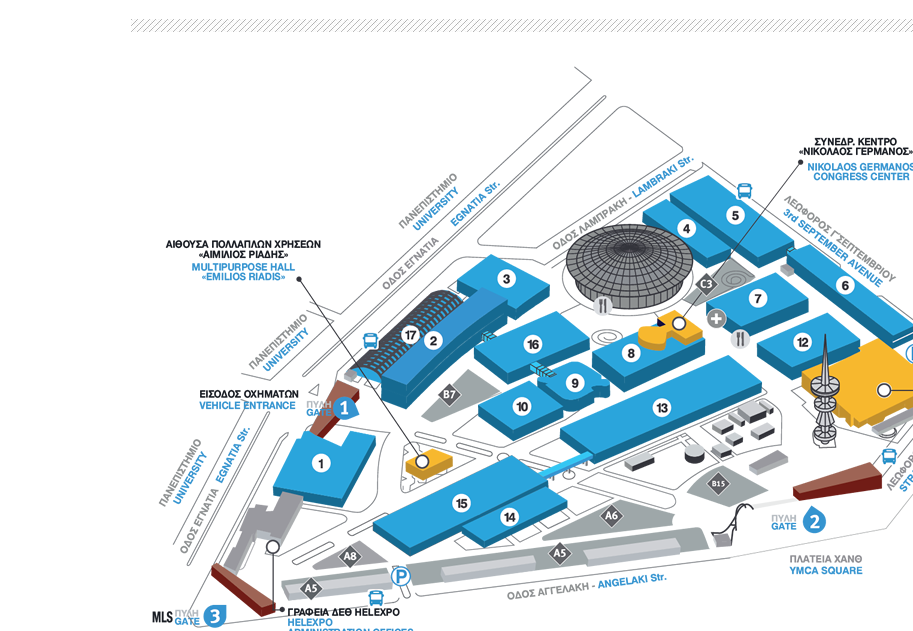 ΣΥΝΕΔΡ. ΚΕΝΤΡΟ
«ΝΙΚΟΛΑΟΣ ΓΕΡΜΑΝΟΣ»
NIKOLAOS GERMANOS
CONGRESS CENTER
ΟΔΟΣ ΛΑΜΠΡΑΚΗ - LAMBRAKI Str.
ΠΑΝΕΠΙΣΤΗΜΙΟ
UNIVERSITY
ΟΔΟΣ ΕΓΝΑΤΙΑ EGNATIA Str.
ΛΕΩΦΟΡΟΣ Γ'ΣΕΠΤΕΜΒΡΙΟΥ
3rd SEPTEMBER AVENUE
ΑΙΘΟΥΣΑ ΠΟΛΛΑΠΛΩΝ ΧΡΗΣΕΩΝ
«ΑΙΜΙΛΙΟΣ ΡΙΑΔΗΣ»
MULTIPURPOSE HALL
«EMILIOS RIADIS»
5
4
3
C3
6
7
17
2
16
8
12
ΠΑΝΕΠΙΣΤΗΜΙΟ
UNIVERSITY
ΕΙΣΟΔΟΣ ΟΧΗΜΑΤΩΝ
VEHICLE ENTRANCE
ΠΥΛΗ
GATE 1
B7
9
10
13
1
ΠΑΝΕΠΙΣΤΗΜΙΟ
UNIVERSITY
ΟΔΟΣ ΕΓΝΑΤΙΑ EGNATIA Str.
15
14
B15
A6
ΠΥΛΗ
GATE 2
A8
A5
A5
P
ΠΛΑΤΕΙΑ ΧΑΝΘ
YMCA SQUARE
ΟΔΟΣ ΑΓΓΕΛΑΚΗ - ANGELAKI Str.
MLS ΠΥΛΗ
GATE 3
ΓΡΑΦΕΙΑ ΔΕΘ HELEXPO
HELEXPO
ADMINISTRATION OFFICES